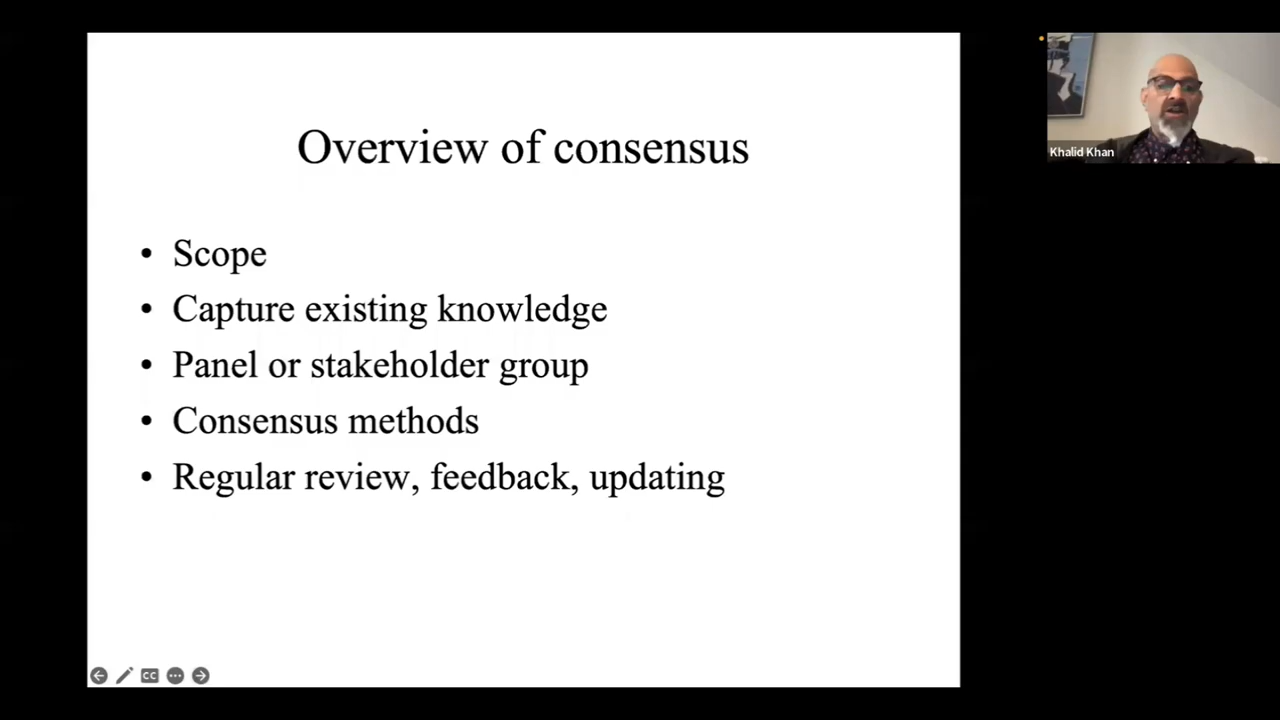 Overview of consensus
• Scope
• Capture existing knowledge
• Panel or stakeholder group
• Consensus methods
• Regular review, feedback, updating
Khalid Khan
CC